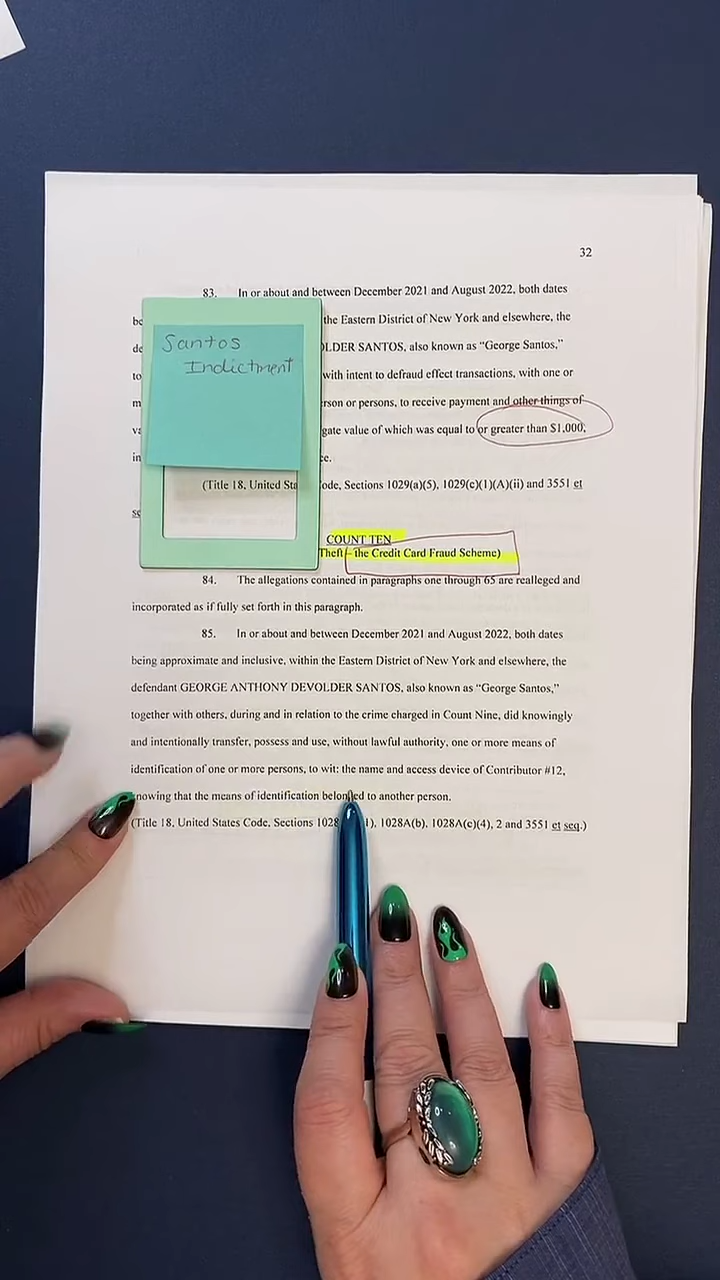 32
83. In or about and between December 2021 and August 2022, both dates
be the Eastern District of New York and elsewhere, the
de OLDER SANTOS, also known as “George Santos,”
to with intent to defraud effect transactions, with one or
m rson or persons, to receive payment and other things of
va gate value of which was equal to or greater than $1,000,
in ce.
Santos
Indictment
(Title 18, United Sta ode, Sections 1029(a)(5), 1029(c)(1)(A)(ii) and 3551 et
se
COUNT TEN
Theft – the Credit Card Fraud Scheme)
84. The allegations contained in paragraphs one through 65 are realleged and
incorporated as if fully set forth in this paragraph.
85. In or about and between December 2021 and August 2022, both dates
being approximate and inclusive, within the Eastern District of New York and elsewhere, the
defendant GEORGE ANTHONY DEVOLDER SANTOS, also known as “George Santos,”
together with others, during and in relation to the crime charged in Count Nine, did knowingly
and intentionally transfer, possess and use, without lawful authority, one or more means of
identification of one or more persons, to wit: the name and access device of Contributor #12,
nowing that the means of identification belonged to another person.
(Title 18, United States Code, Sections 1028 1), 1028A(b), 1028A(c)(4), 2 and 3551 et seq.)